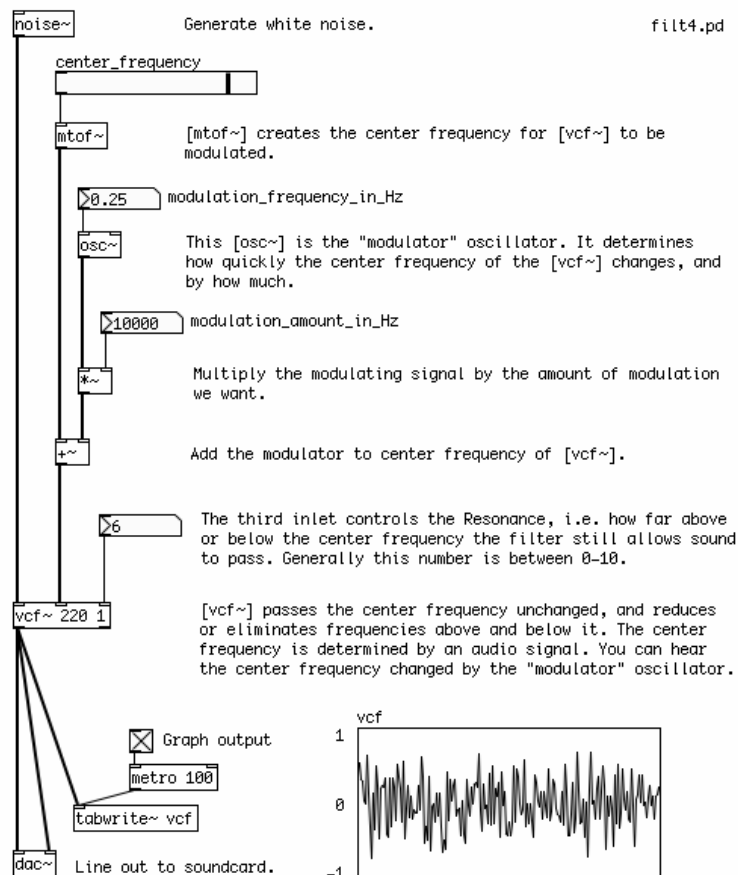 noise~
Generate white noise.
filt4.pd
center_frequency
mtof~
[mtof~] creates the center frequency for [vcf~] to be
modulated.
0.25
modulation_frequency_in_Hz
osc~
This [osc~] is the "modulator" oscillator. It determines
how quickly the center frequency of the [vcf~] changes, and
by how much.
10000
modulation_amount_in_Hz
*~
Multiply the modulating signal by the amount of modulation
we want.
+~
Add the modulator to center frequency of [vcf~].
6
The third inlet controls the Resonance, i.e. how far above
or below the center frequency the filter still allows sound
to pass. Generally this number is between 0-10.
vcf~ 220 1
[vcf~] passes the center frequency unchanged, and reduces
or eliminates frequencies above and below it. The center
frequency is determined by an audio signal. You can hear
the center frequency changed by the "modulator" oscillator.
Graph output
metro 100
tabwrite~ vcf
dac~
Line out to soundcard.
vcf
1
0
-1